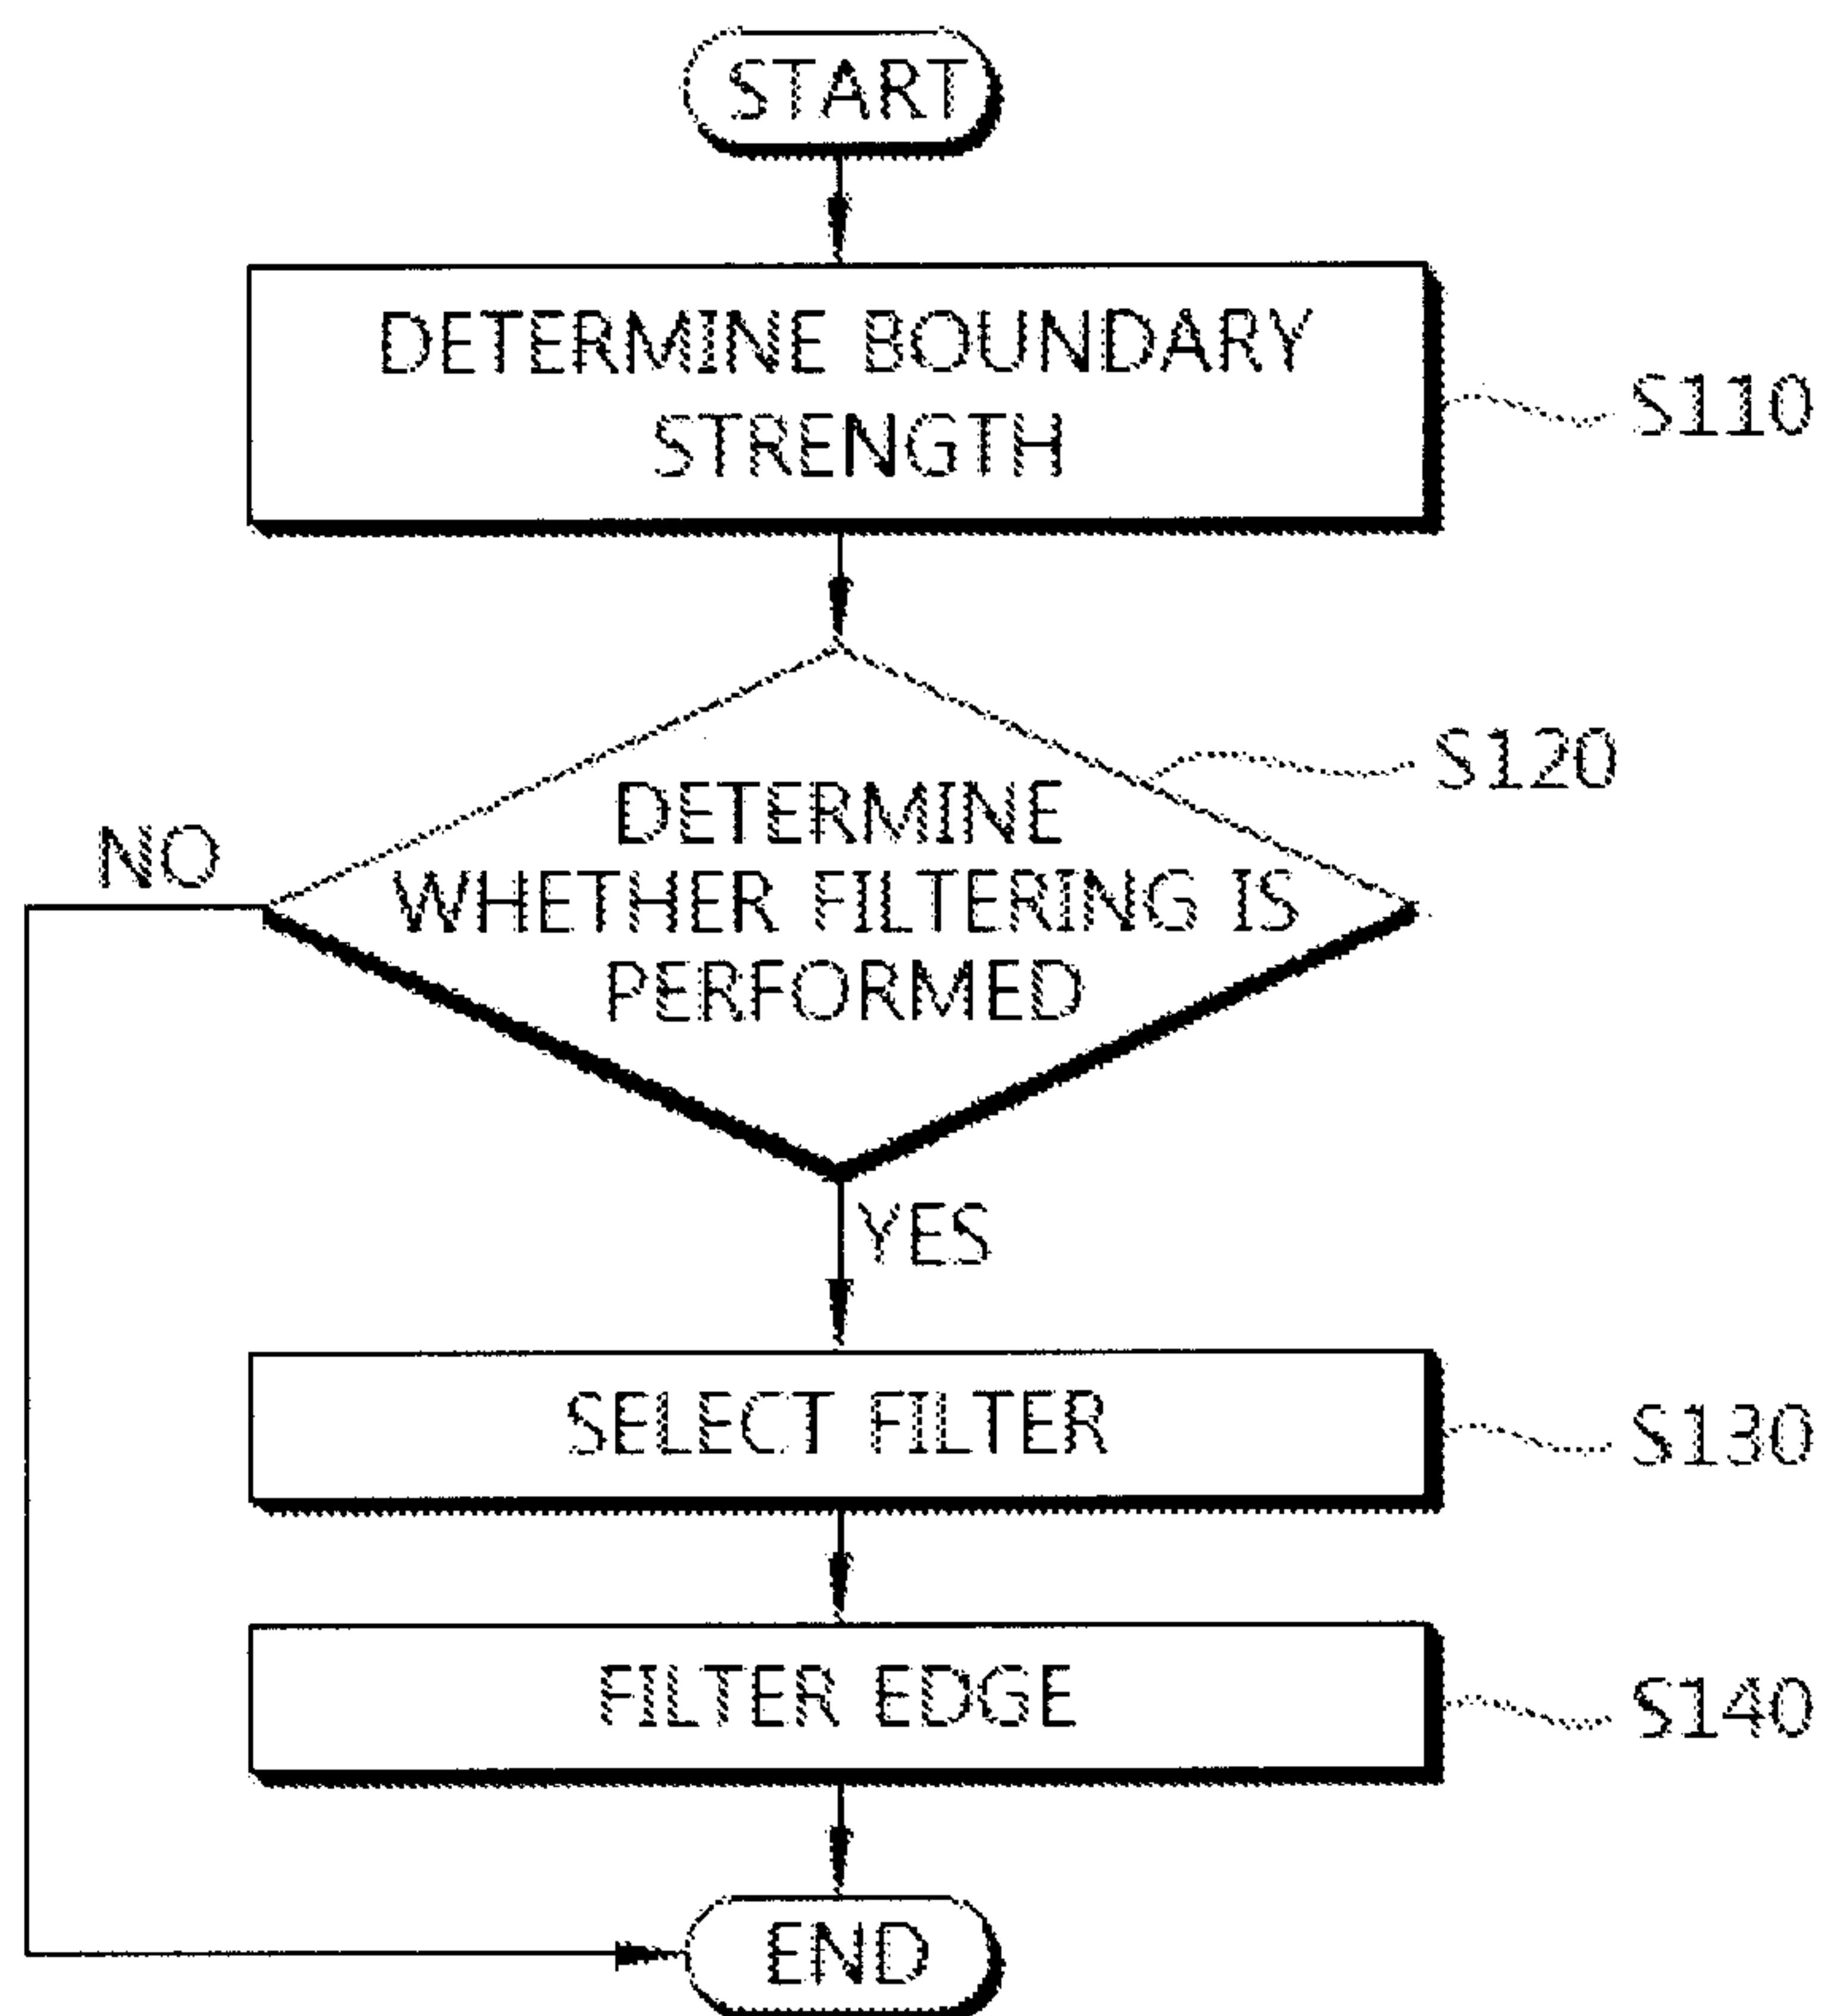 START
DETERMINE BOUNDARY
STRENGTH
S110
S120
DETERMINE
WHETHER FILTERING IS
PERFORMED
NO
YES
SELECT FILTER
S130
FILTER EDGE
S140
END